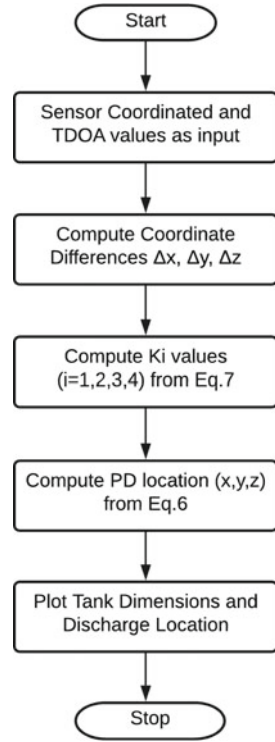 Start
Sensor Coordinated and
TDOA values as input
Compute Coordinate
Differences Δx, Δy, Δz
Compute Ki values
(i=1,2,3,4) from Eq.7
Compute PD location (x,y,z)
from Eq.6
Plot Tank Dimensions and
Discharge Location
Stop